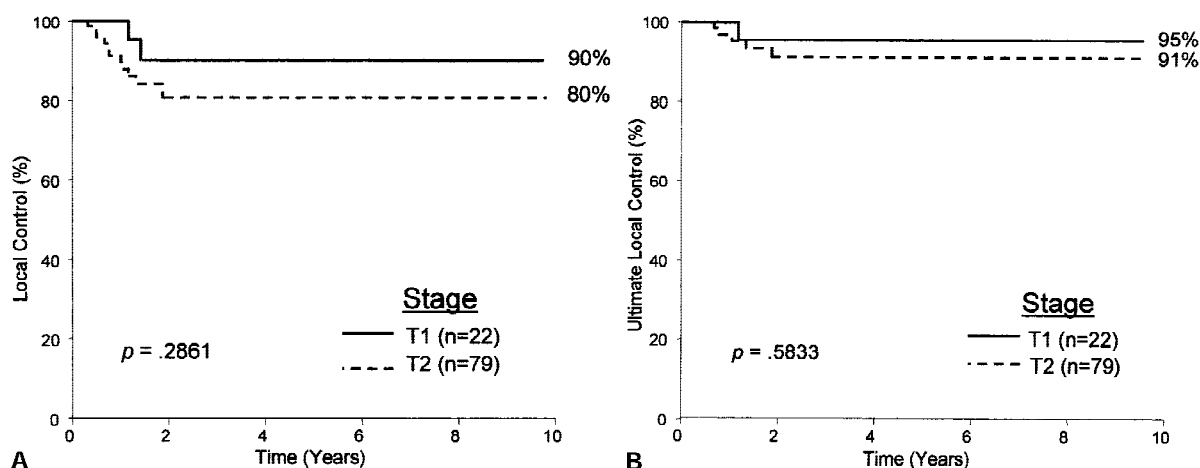 100
80
60
40
20
0
Local Control (%)
90%
80%
Stage
T1 (n=22)
T2 (n=79)
p = .2861
0 2 4 6 8 10
Time (Years)
A
100
80
60
40
20
0
Ultimate Local Control (%)
95%
91%
Stage
T1 (n=22)
T2 (n=79)
p = .5833
0 2 4 6 8 10
Time (Years)
B